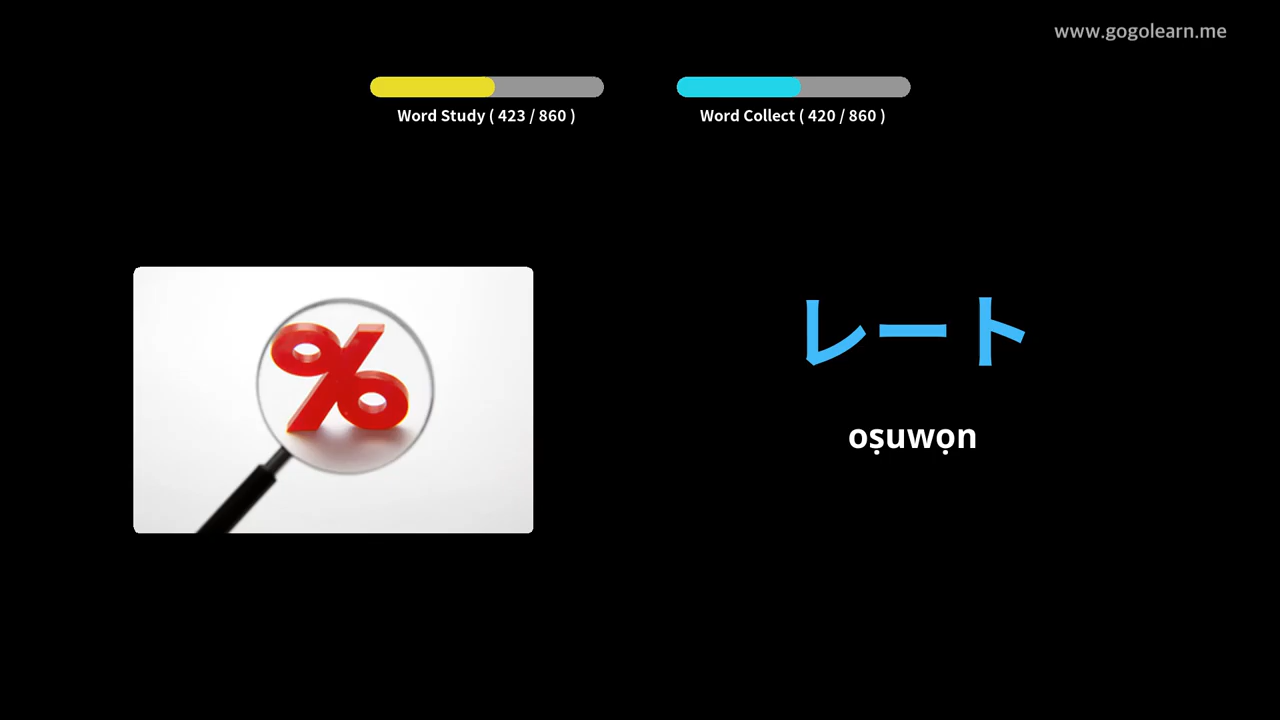 www.gogolearn.me
Word Study ( 423 / 860 )
Word Collect ( 420 / 860 )
%
レート
oṣuwọn